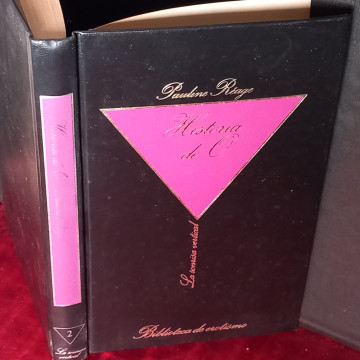 Pauline Réage
Historia
de O
La sonrisa vertical
Biblioteca de erotismo
2